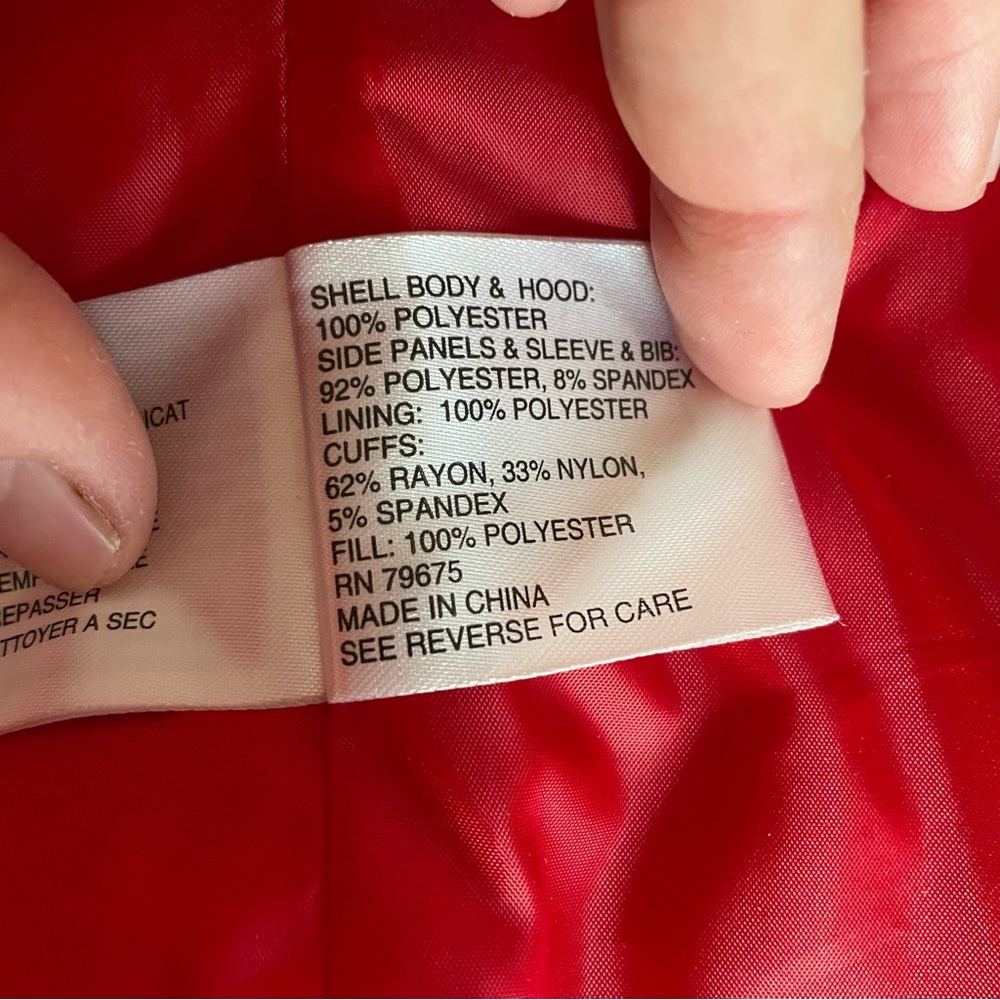 SHELL BODY & HOOD:
100% POLYESTER
SIDE PANELS & SLEEVE & BIB:
92% POLYESTER, 8% SPANDEX
LINING: 100% POLYESTER
CUFFS:
62% RAYON, 33% NYLON,
5% SPANDEX
FILL: 100% POLYESTER
RN 79675
MADE IN CHINA
SEE REVERSE FOR CARE
A SEC